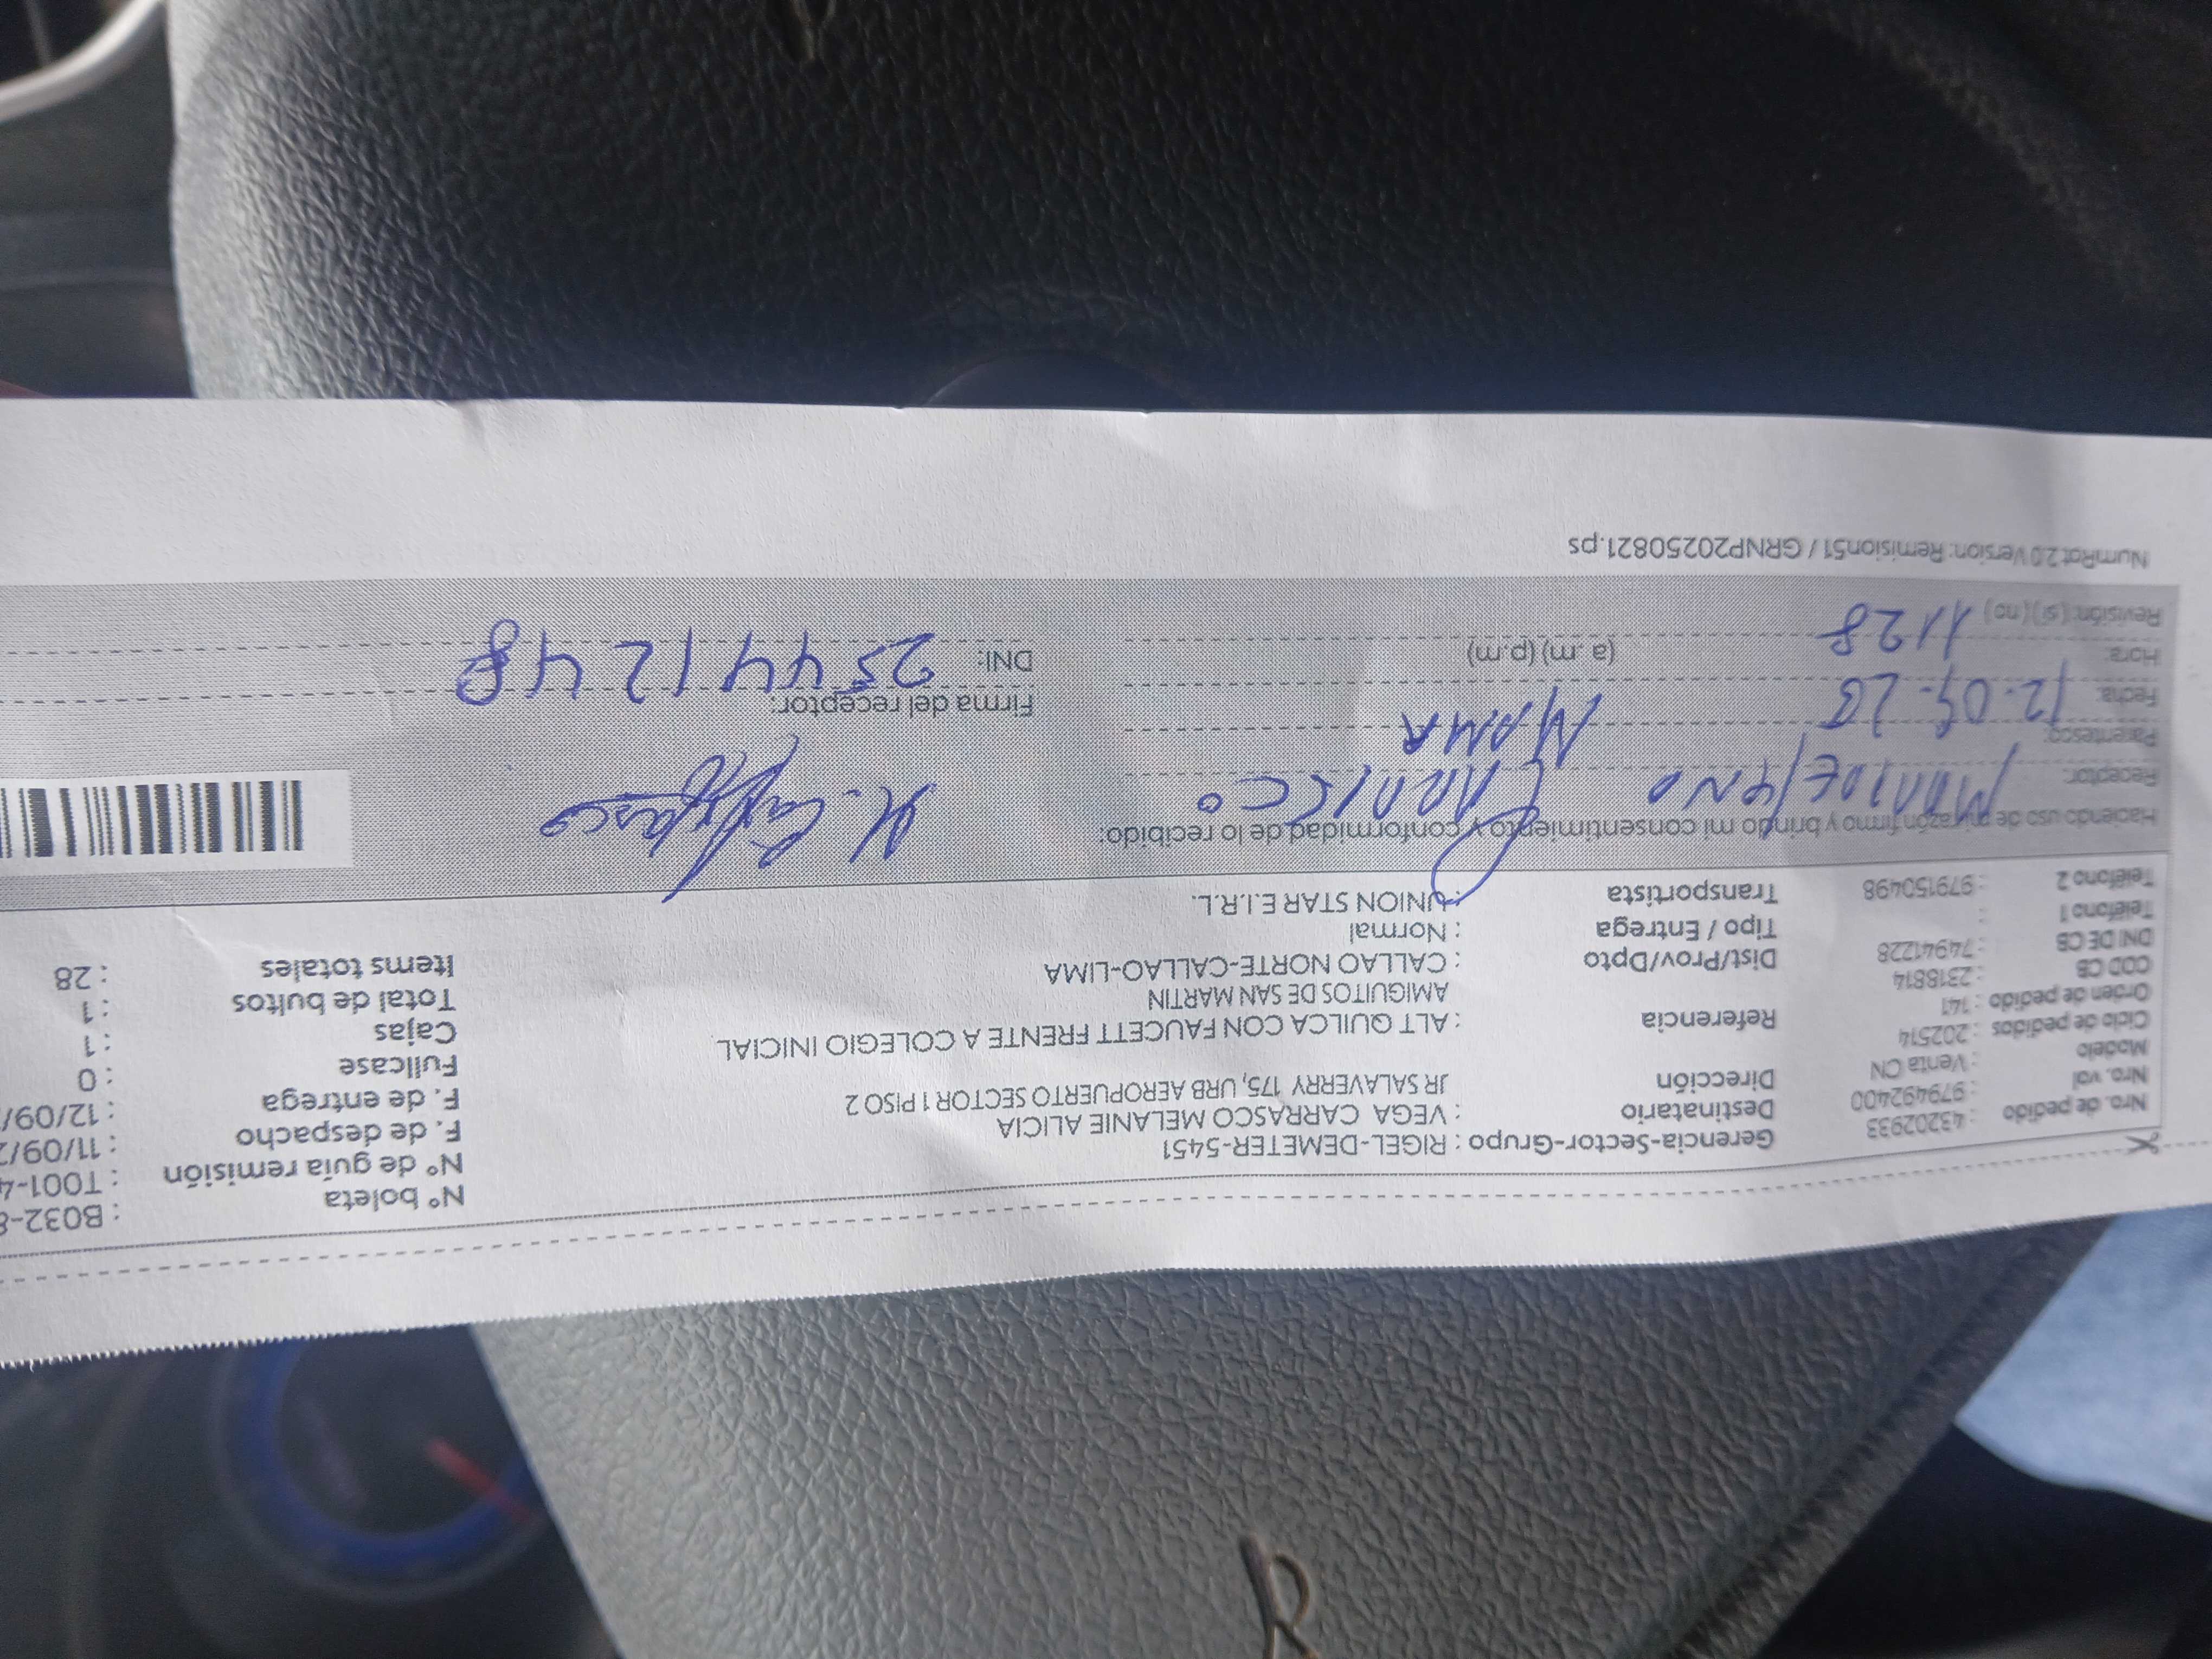 Nro. de pedido : 43202933
Nro. val : 979492400
Modelo : Venta CN
Ciclo de pedidos : 202514
Orden de pedido : 141
COD CB : 2318814
DNI DE CB : 74941228
Teléfono 1 :
Teléfono 2 : 979150498
Gerencia-Sector-Grupo : RIGEL-DEMETER-5451
Destinatario : VEGA CARRASCO MELANIE ALICIA
Dirección JR SALAVERRY 175, URB AEROPUERTO SECTOR 1 PISO 2
Referencia : ALT QUILCA CON FAUCETT FRENTE A COLEGIO INICIAL
AMIGUITOS DE SAN MARTIN
Dist/Prov/Dpto : CALLAO NORTE-CALLAO-LIMA
Tipo / Entrega : Normal
Transportista : UNION STAR E.I.R.L.
N° boleta : B032-8
N° de guía remisión : T001-4
F. de despacho : 11/09/2
F. de entrega : 12/09/
Fullcase : 0
Cajas : 1
Total de bultos : 1
Items totales : 28
Haciendo uso de mi razón firmo y brindo mi consentimiento y conformidad de lo recibido:
Receptor:
Parentesco: MAMA
Fecha: 12.09.
Hora: 1128 (a. m) (p.m)
Revisión: (si) (no)
Firma del receptor:
DNI: 25441248
NumRot 2.0 Version: Remision51 / GRNP20250821.ps